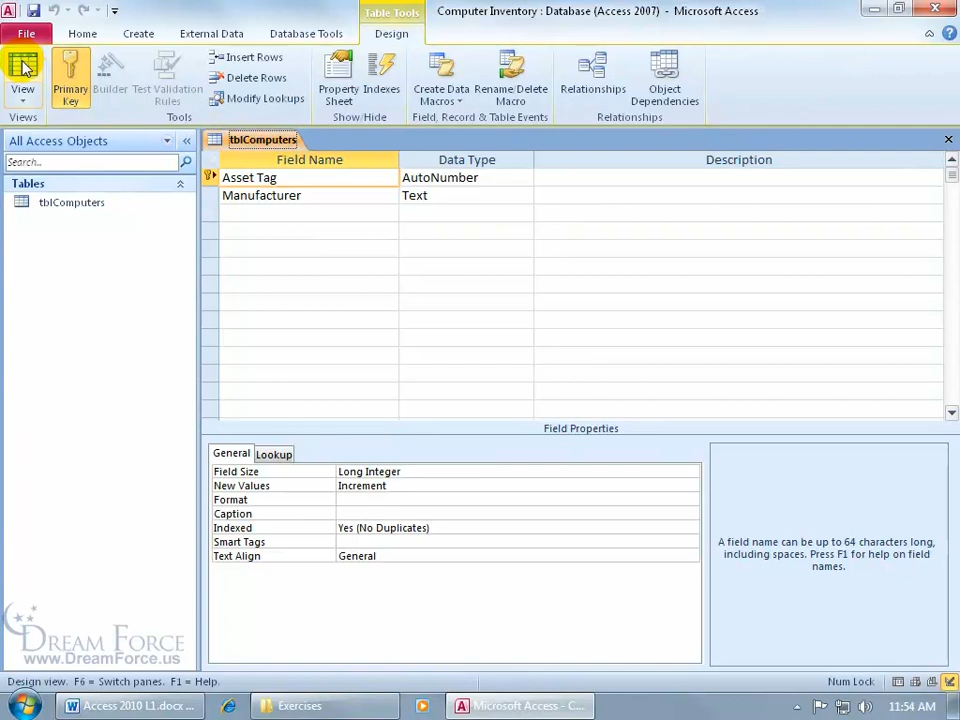 Table Tools
Computer Inventory : Database (Access 2007) - Microsoft Access
File
Home
Create
External Data
Database Tools
Design
View
Primary Key
Builder
Test Validation Rules
Insert Rows
Delete Rows
Modify Lookups
Property Sheet
Indexes
Create Data Macros
Rename/Delete Macro
Relationships
Object Dependencies
Views
Tools
Show/Hide
Field, Record & Table Events
Relationships
All Access Objects
Search..
Tables
tblComputers
tblComputers
Field Name
Data Type
Description
Asset Tag
AutoNumber
Manufacturer
Text
Field Properties
General
Lookup
Field Size
Long Integer
New Values
Increment
Format
Caption
Indexed
Yes (No Duplicates)
Smart Tags
Text Align
General
A field name can be up to 64 characters long,
including spaces. Press F1 for help on field
names.
DREAM FORCE
www.DreamForce.us
Design view. F6 = Switch panes. F1 = Help.
Num Lock
Access 2010 L1.docx ...
Exercises
Microsoft Access - C...
11:54 AM